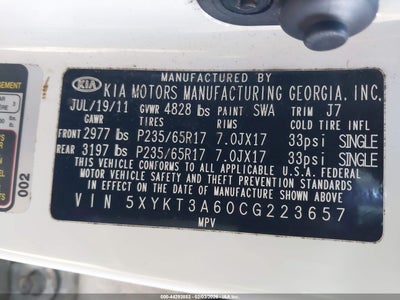 MANUFACTURED BY
KIA KIA MOTORS MANUFACTURING GEORGIA, INC.
JUL/19/11 GVWR 4828 lbs PAINT SWA TRIM J7
GAWR TIRES RIMS COLD TIRE INFL
FRONT 2977 lbs P235/65R17 7.0JX17 33psi SINGLE
REAR 3197 lbs P235/65R17 7.0JX17 33psi SINGLE
THIS VEHICLE CONFORMS TO ALL APPLICABLE U.S.A. FEDERAL
MOTOR VEHICLE SAFETY, BUMPER, AND THEFT PREVENTION
STANDARDS IN EFFECT ON THE DATE OF MANUFACTURE SHOWN ABOVE.
VIN 5XYKT3A60CG223657
MPV
002